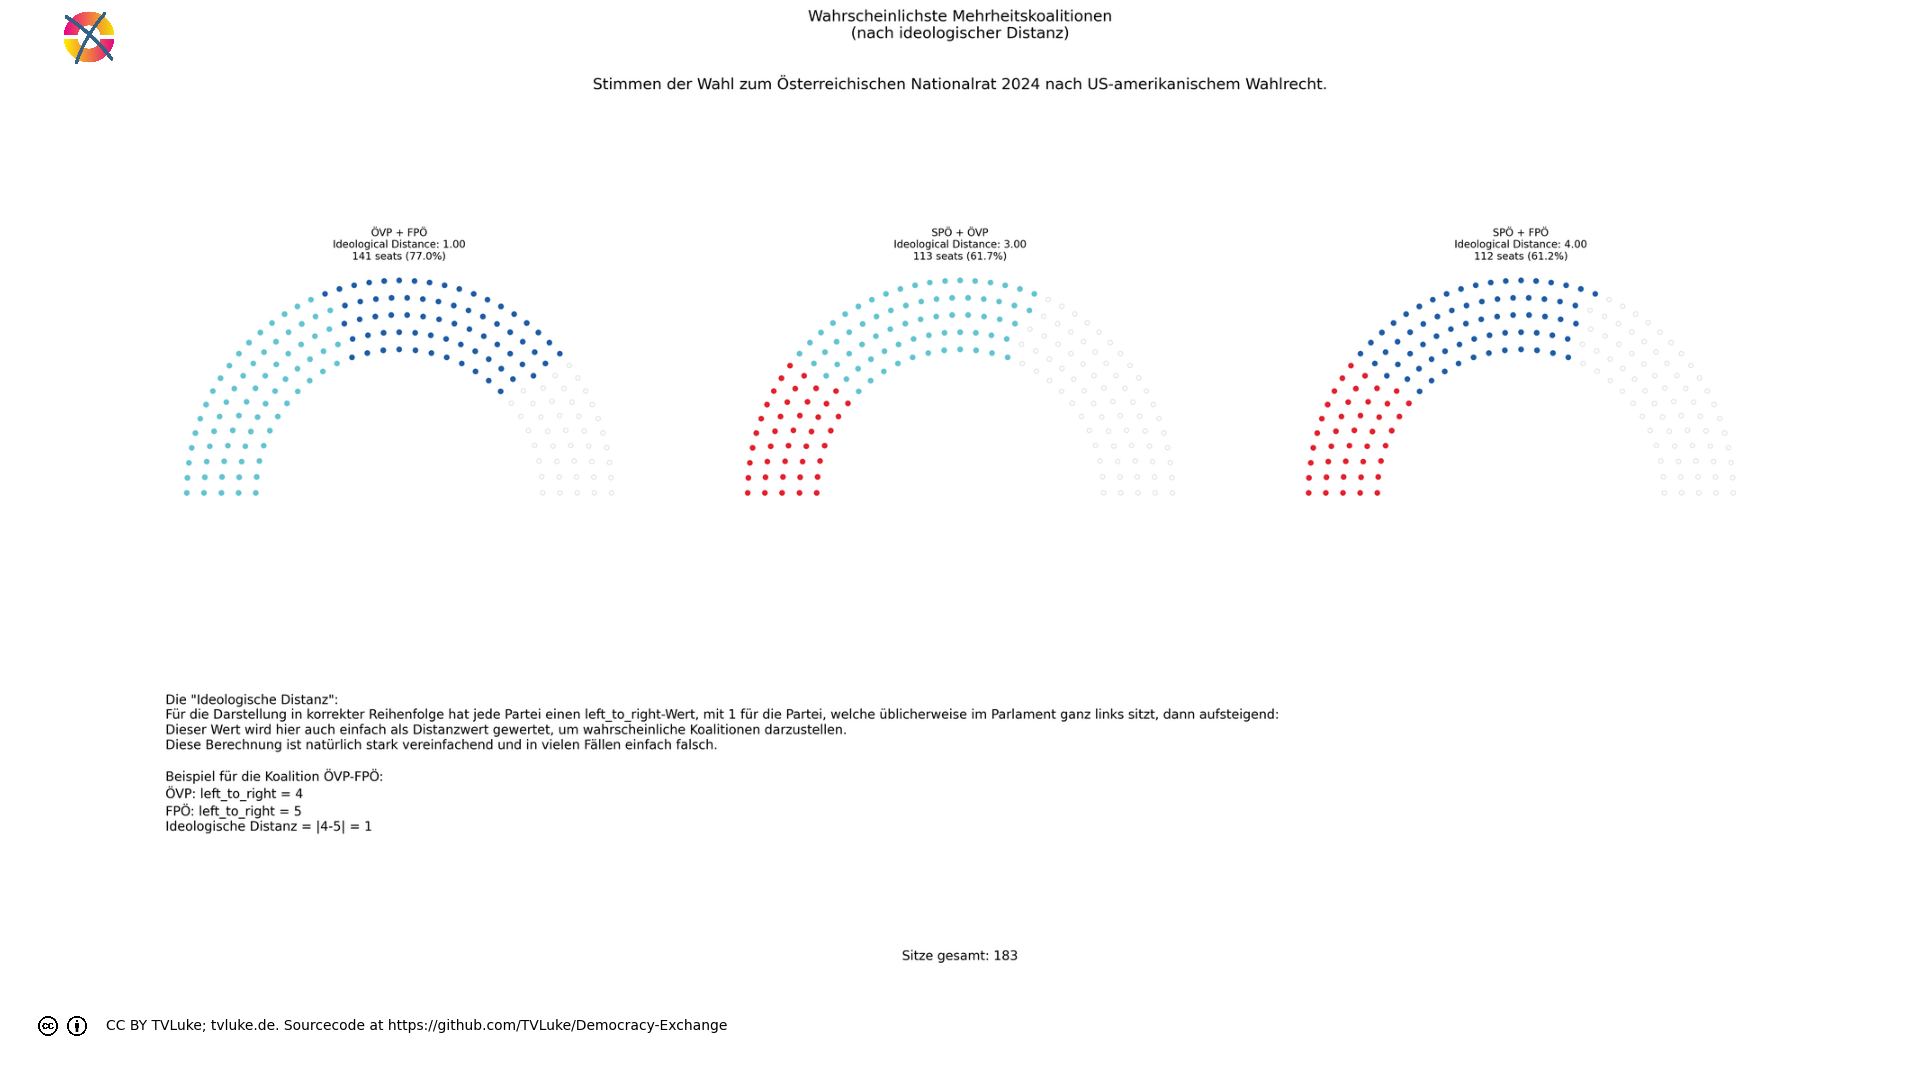 Wahrscheinlichste Mehrheitskoalitionen
(nach ideologischer Distanz)
Stimmen der Wahl zum Österreichischen Nationalrat 2024 nach US-amerikanischem Wahlrecht.
ÖVP + FPÖ
Ideological Distance: 1.00
141 seats (77.0%)
SPÖ + ÖVP
Ideological Distance: 3.00
113 seats (61.7%)
SPÖ + FPÖ
Ideological Distance: 4.00
112 seats (61.2%)
Die "Ideologische Distanz":
Für die Darstellung in korrekter Reihenfolge hat jede Partei einen left_to_right-Wert, mit 1 für die Partei, welche üblicherweise im Parlament ganz links sitzt, dann aufsteigend:
Dieser Wert wird hier auch einfach als Distanzwert gewertet, um wahrscheinliche Koalitionen darzustellen.
Diese Berechnung ist natürlich stark vereinfachend und in vielen Fällen einfach falsch.
Beispiel für die Koalition ÖVP-FPÖ:
ÖVP: left_to_right = 4
FPÖ: left_to_right = 5
Ideologische Distanz = |4-5| = 1
Sitze gesamt: 183
cc CC BY TVLuke; tvluke.de. Sourcecode at https://github.com/TVLuke/Democracy-Exchange